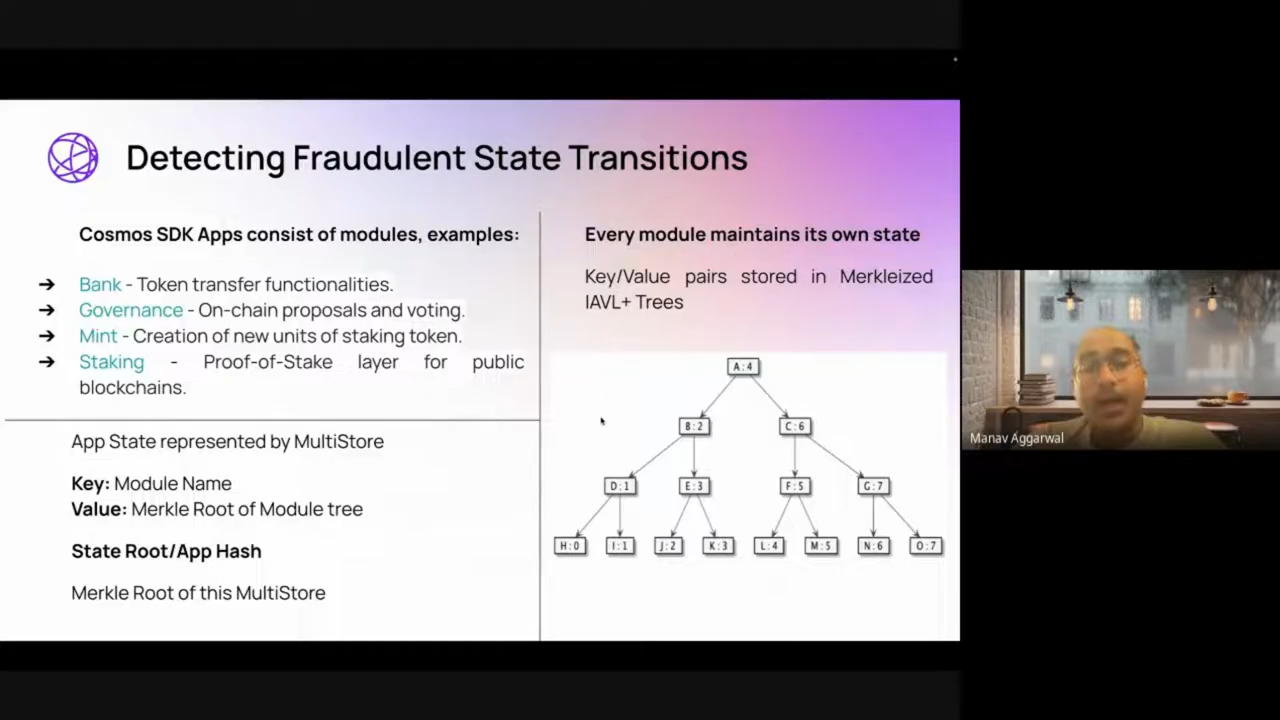 Detecting Fraudulent State Transitions
Cosmos SDK Apps consist of modules, examples:
➔ Bank - Token transfer functionalities.
➔ Governance - On-chain proposals and voting.
➔ Mint - Creation of new units of staking token.
➔ Staking - Proof-of-Stake layer for public
blockchains.
App State represented by MultiStore
Key: Module Name
Value: Merkle Root of Module tree
State Root/App Hash
Merkle Root of this MultiStore
Every module maintains its own state
Key/Value pairs stored in Merkleized
IAVL+ Trees
A:4
B:2 C:6
D:1 E:3 F:5 G:7
H:0 I:1 J:2 K:3 L:4 M:5 N:6 O:7
Manav Aggarwal